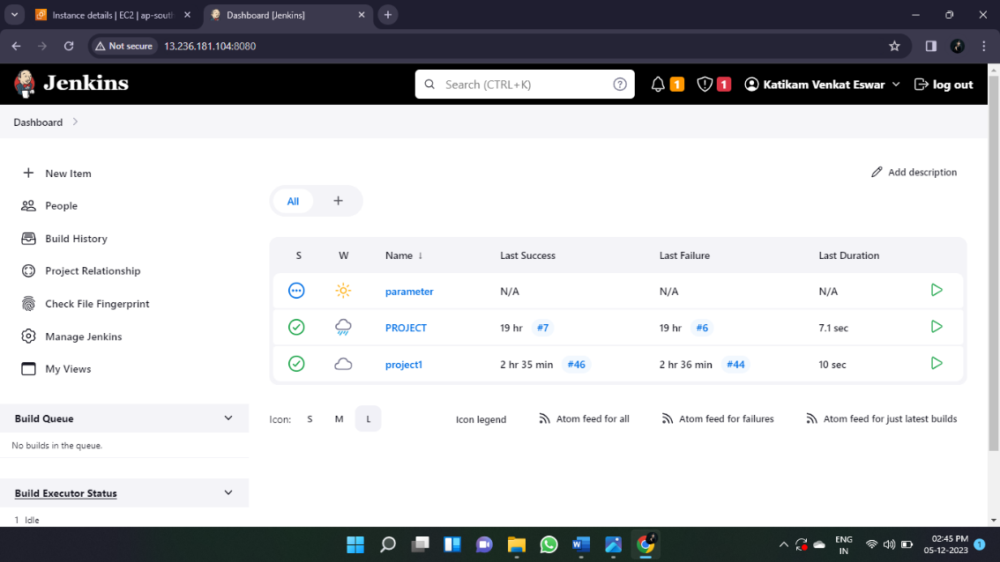 Instance details | EC2 | ap-sout
Dashboard [Jenkins]
Not secure
13.236.181.104:8080
Jenkins
Search (CTRL+K)
?
1
1
Katikam Venkat Eswar
log out
Dashboard
New Item
People
Build History
Project Relationship
Check File Fingerprint
Manage Jenkins
My Views
Build Queue
No builds in the queue.
Build Executor Status
1 Idle
Add description
All +
S W Name ↓ Last Success Last Failure Last Duration
parameter N/A N/A N/A
PROJECT 19 hr #7 19 hr #6 7.1 sec
project1 2 hr 35 min #46 2 hr 36 min #44 10 sec
Icon: S M L Icon legend Atom feed for all Atom feed for failures Atom feed for just latest builds
ENG
IN
02:45 PM
05-12-2023
1